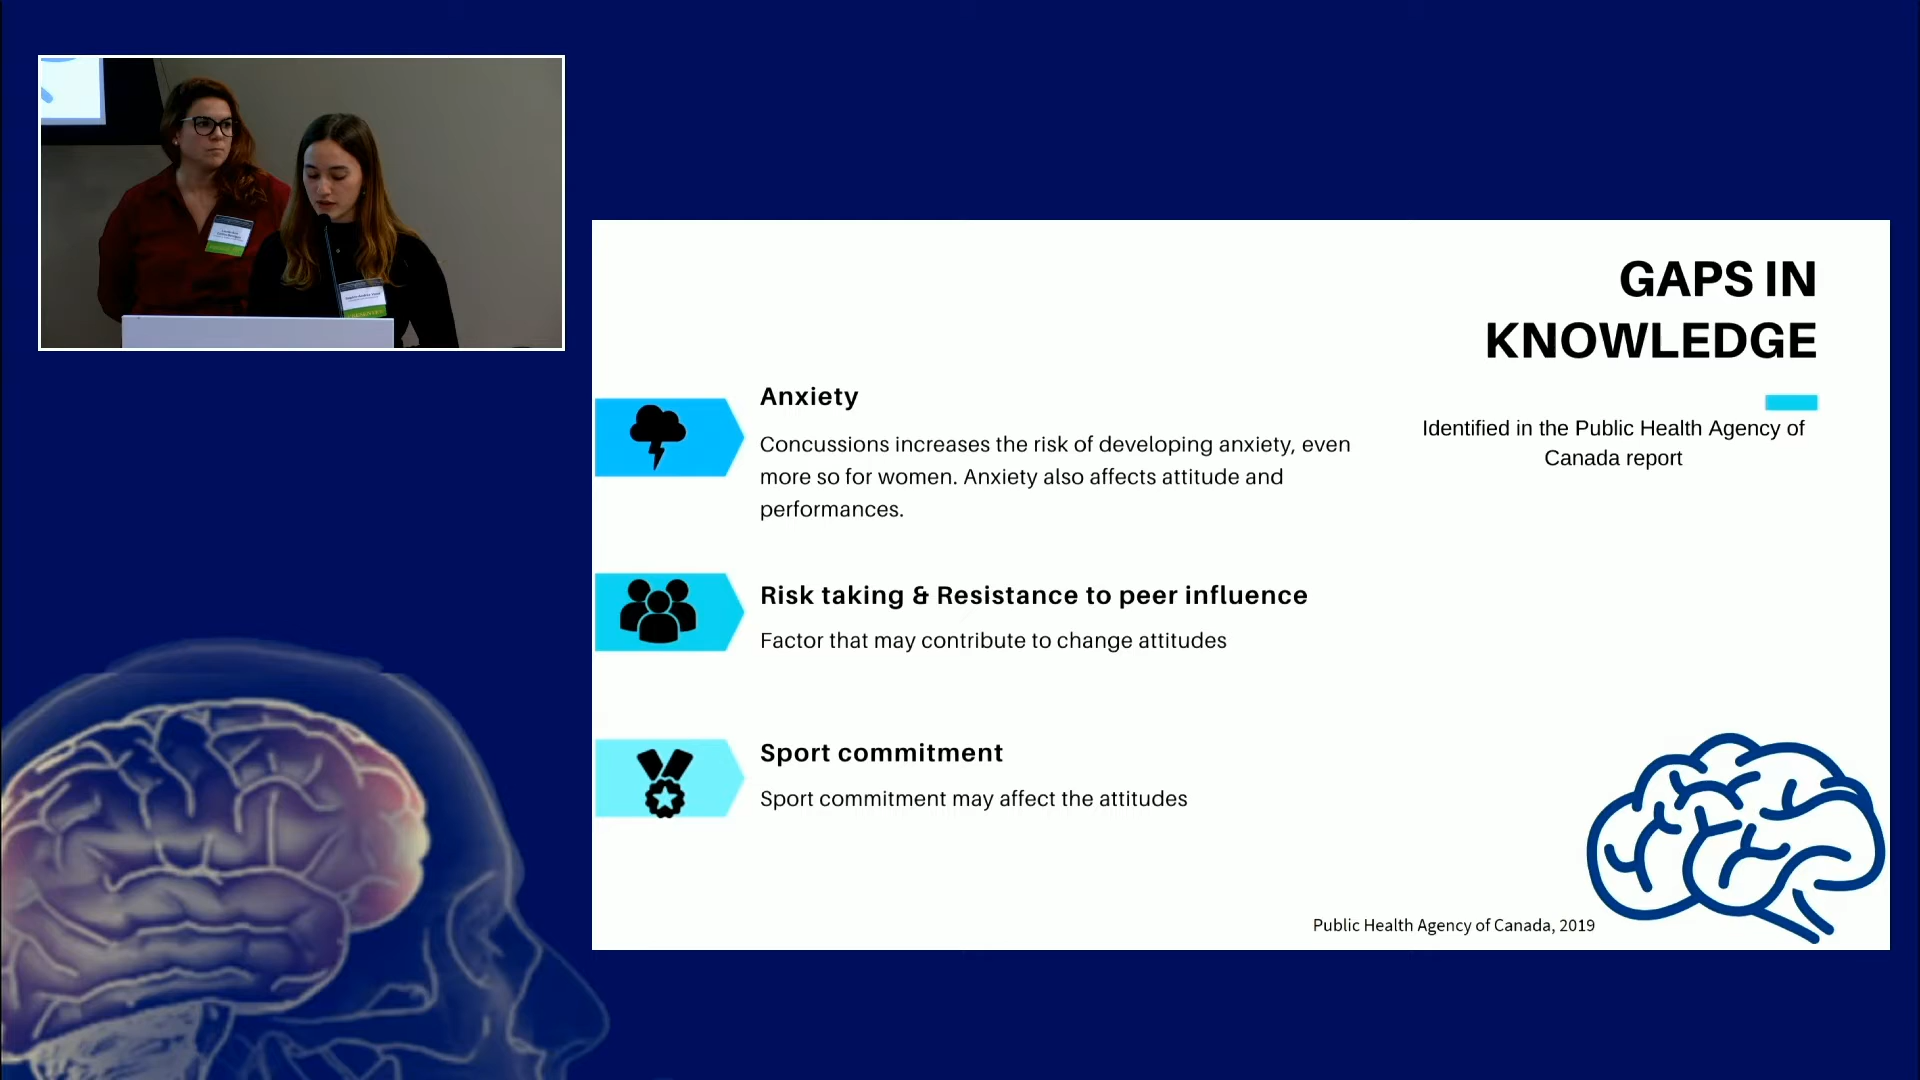 GAPS IN
KNOWLEDGE
Identified in the Public Health Agency of
Canada report
Anxiety
Concussions increases the risk of developing anxiety, even
more so for women. Anxiety also affects attitude and
performances.
Risk taking & Resistance to peer influence
Factor that may contribute to change attitudes
Sport commitment
Sport commitment may affect the attitudes
Public Health Agency of Canada, 2019